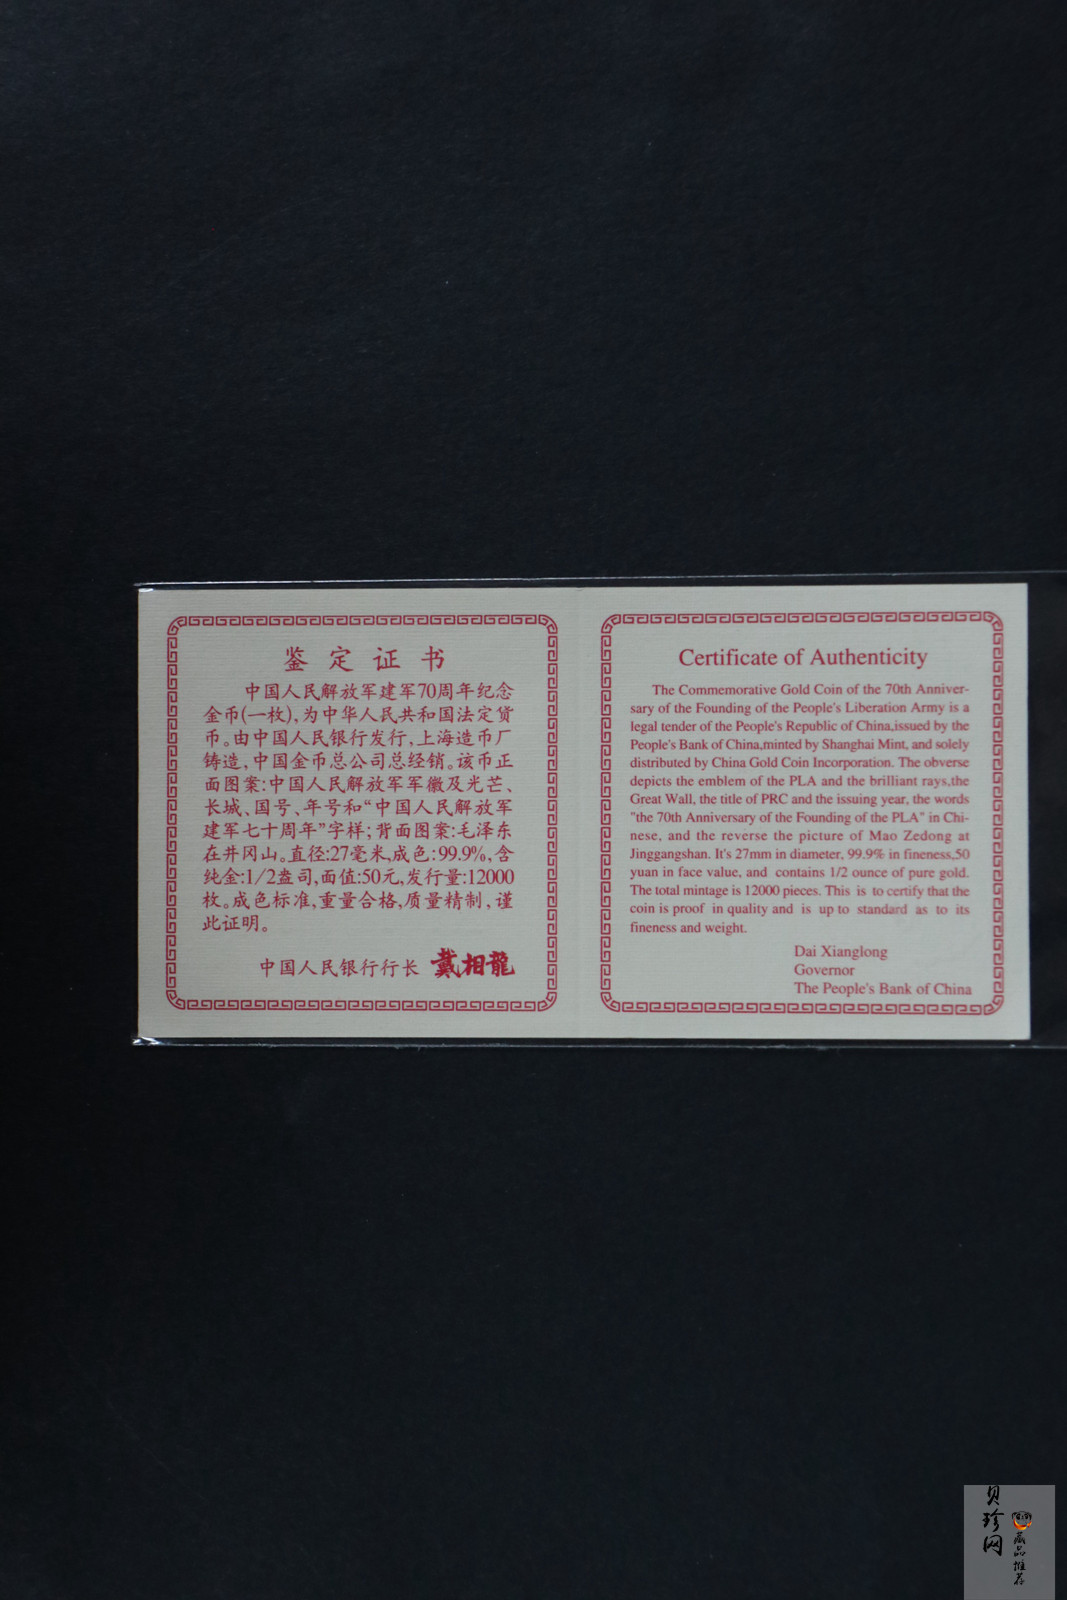 鉴定证书
中国人民解放军建军70周年纪念
金币(一枚),为中华人民共和国法定货
币。由中国人民银行发行,上海造币厂
铸造,中国金币总公司总经销。该币正
面图案:中国人民解放军军徽及光芒、
长城、国号、年号和“中国人民解放军
建军七十周年”字样;背面图案:毛泽东
在井冈山。直径:27毫米,成色:99.9%,含
纯金:1/2盎司,面值:50元,发行量:12000
枚。成色标准,重量合格,质量精制,谨
此证明。
中国人民银行行长 戴相龍
Certificate of Authenticity
The Commemorative Gold Coin of the 70th Anniver-
sary of the Founding of the People's Liberation Army is a
legal tender of the People's Republic of China,issued by the
People's Bank of China,minted by Shanghai Mint, and solely
distributed by China Gold Coin Incorporation. The obverse
depicts the emblem of the PLA and the brilliant rays,the
Great Wall, the title of PRC and the issuing year, the words
"the 70th Anniversary of the Founding of the PLA" in Chi-
nese, and the reverse the picture of Mao Zedong at
Jinggangshan. It's 27mm in diameter, 99.9% in fineness,50
yuan in face value, and contains 1/2 ounce of pure gold.
The total mintage is 12000 pieces. This is to certify that the
coin is proof in quality and is up to standard as to its
fineness and weight.
Dai Xianglong
Governor
The People's Bank of China
贝珍网
藏品推荐